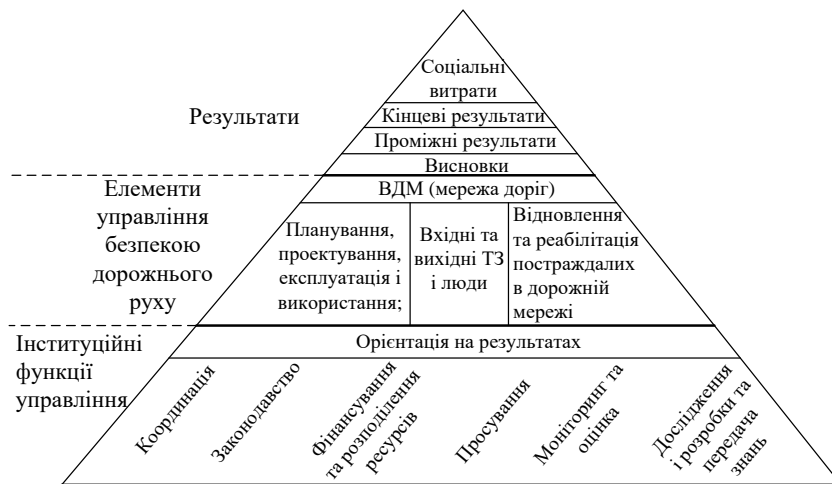 Соціальні
витрати
Результати
Кінцеві результати
Проміжні результати
Висновки
Елементи
управління
безпекою
дорожнього
руху
ВДМ (мережа доріг)
Планування,
проектування,
експлуатація і
використання;
Вхідні та
вихідні ТЗ
і люди
Відновлення
та реабілітація
постраждалих
в дорожній
мережі
Інституційні
функції
управління
Орієнтація на результатах
Координація
Законодавство
Фінансування
та розподілення
ресурсів
Просування
Моніторинг та
оцінка
Дослідження
і розробки та
передача
знань